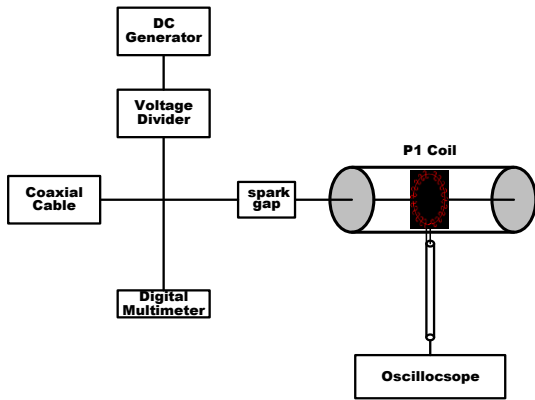 DC
Generator
Voltage
Divider
P1 Coil
Coaxial
Cable
spark
gap
Digital
Multimeter
Oscillocsope